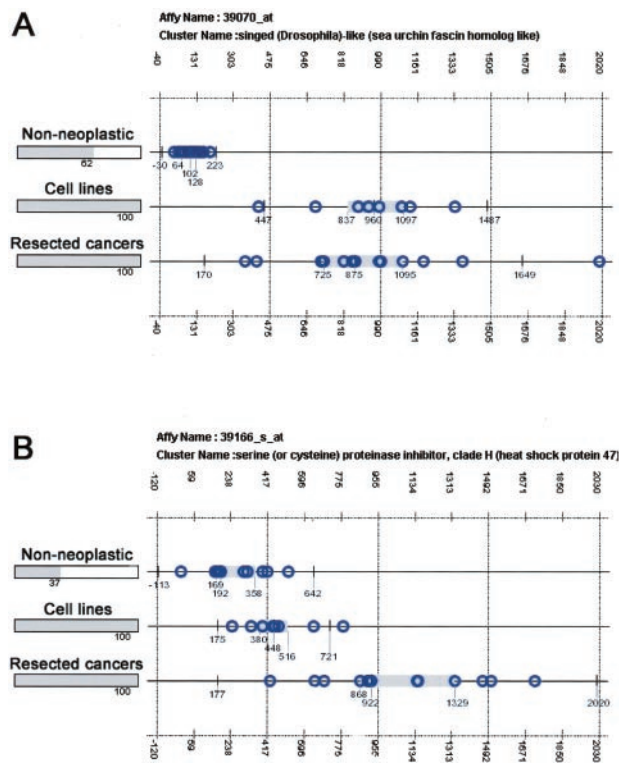 A
Affy Name : 39070_at
Cluster Name :singed (Drosophila)-like (sea urchin fascin homolog like)
-40 131 303 475 646 818 990 1161 1333 1505 1676 1848 2020
Non-neoplastic
62
-30 64 223
102
128
Cell lines
100
447 837 960 1097 1487
Resected cancers
100
170 725 875 1095 1649
-40 131 303 475 646 818 990 1161 1333 1505 1676 1848 2020
B
Affy Name : 39166_s_at
Cluster Name :serine (or cysteine) proteinase inhibitor, clade H (heat shock protein 47)
-120 59 238 417 596 775 955 1134 1313 1492 1671 1850 2030
Non-neoplastic
37
-113 169 358 642
192
Cell lines
100
175 380 721
448
516
Resected cancers
100
177 868 1329 2020
922
-120 59 238 417 596 775 955 1134 1313 1492 1671 1850 2030